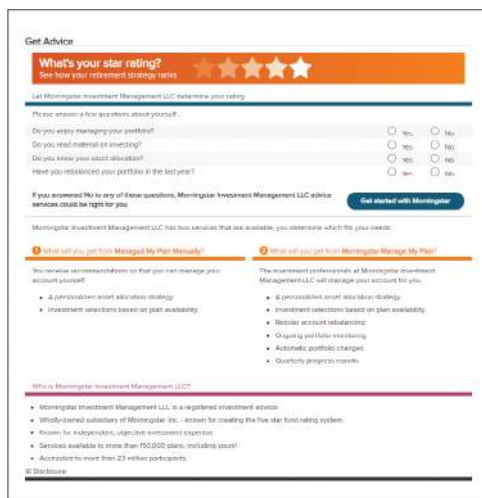 Get Advice
What's your star rating?
See how your retirement strategy ranks
Let Morningstar Investment Management LLC determine your rating
Please answer a few questions about yourself...
Do you enjoy managing your portfolio? Yes No
Do you read material on investing? Yes No
Do you know your asset allocation? Yes No
Have you rebalanced your portfolio in the last year? Yes No
If you answered No to any of these questions, Morningstar Investment Management LLC advice
services could be right for you
Get started with Morningstar
Morningstar Investment Management LLC has two services that are available, you determine which fits your needs.
1 What will you get from Managed My Plan Manually?
You receive recommendations so that you can manage your
account yourself.
• A personalized asset allocation strategy
• Investment selections based on plan availability.
2 What will you get from Morningstar Manage My Plan?
The investment professionals at Morningstar Investment
Management LLC will manage your account for you.
• A personalized asset allocation strategy
• Investment selections based on plan availability.
• Regular account rebalancing
• Ongoing portfolio monitoring
• Automatic portfolio changes
• Quarterly progress reports
Who is Morningstar Investment Management LLC?
• Morningstar Investment Management LLC is a registered investment advisor.
• Wholly-owned subsidiary of Morningstar, Inc. - known for creating the five star fund rating system.
• Known for independent, objective investment expertise.
• Services available to more than 150,000 plans, including yours!
• Accessible to more than 23 million participants.
Disclosure